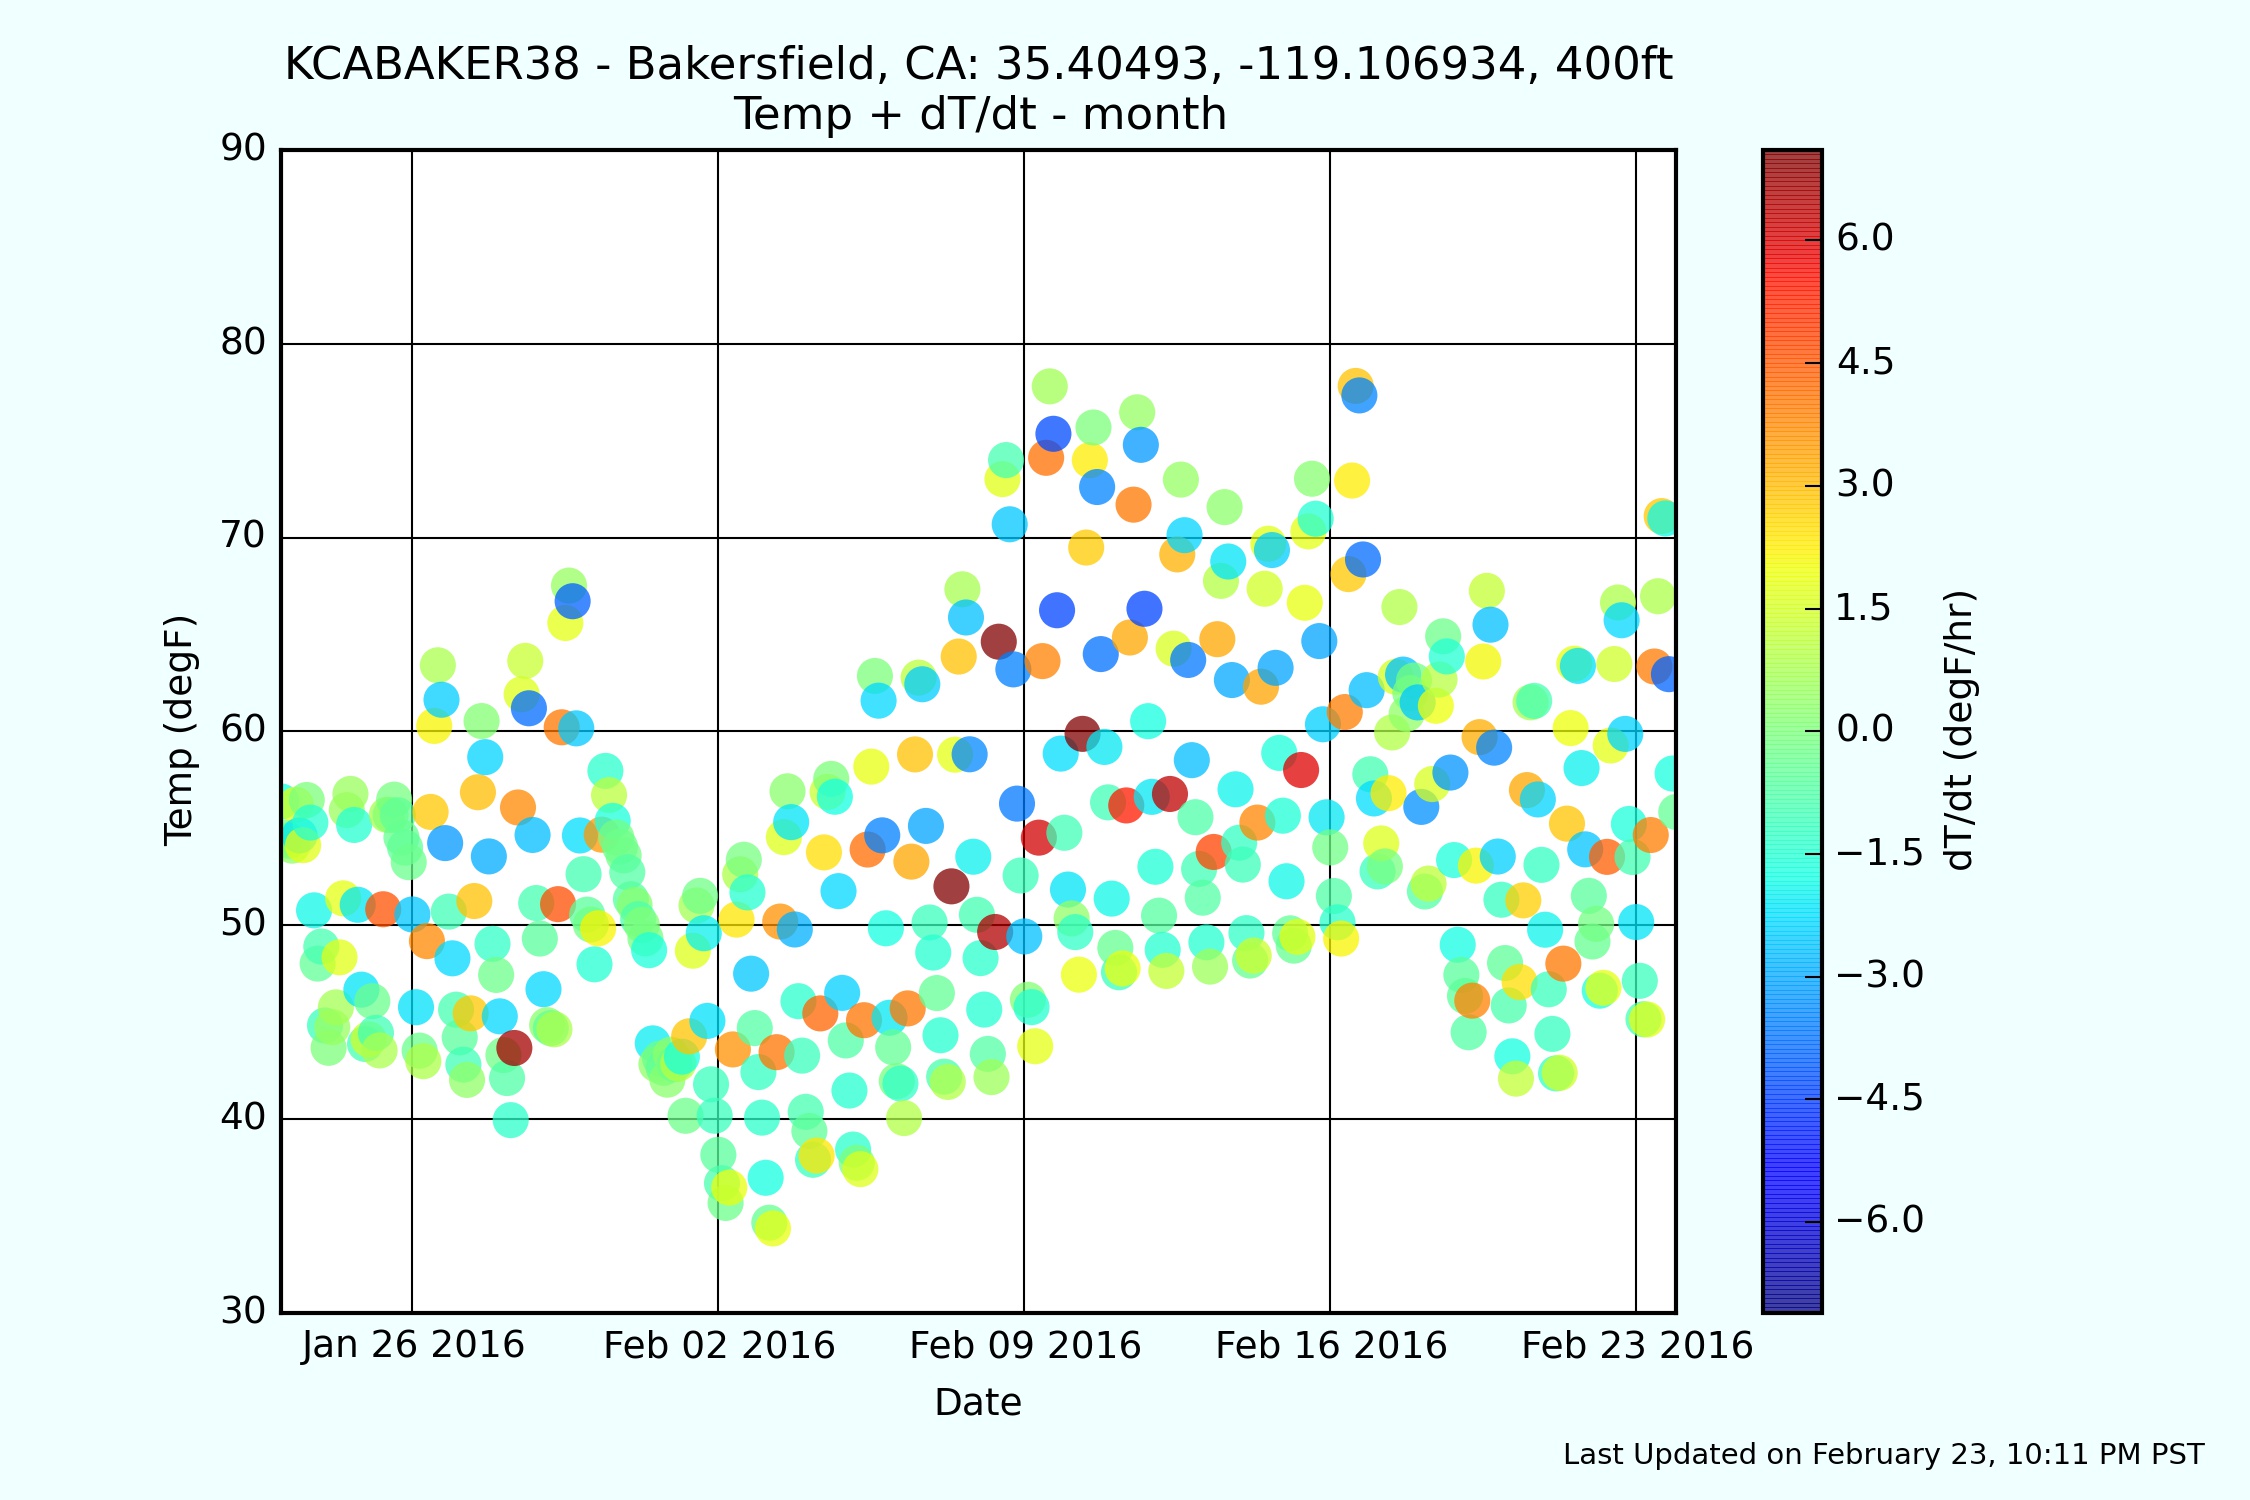 KCABAKER38 - Bakersfield, CA: 35.40493, -119.106934, 400ft
Temp + dT/dt - month
90
80
70
60
50
40
30
Temp (degF)
Jan 26 2016 Feb 02 2016 Feb 09 2016 Feb 16 2016 Feb 23 2016
Date
6.0
4.5
3.0
1.5
0.0
−1.5
−3.0
−4.5
−6.0
dT/dt (degF/hr)
Last Updated on February 23, 10:11 PM PST